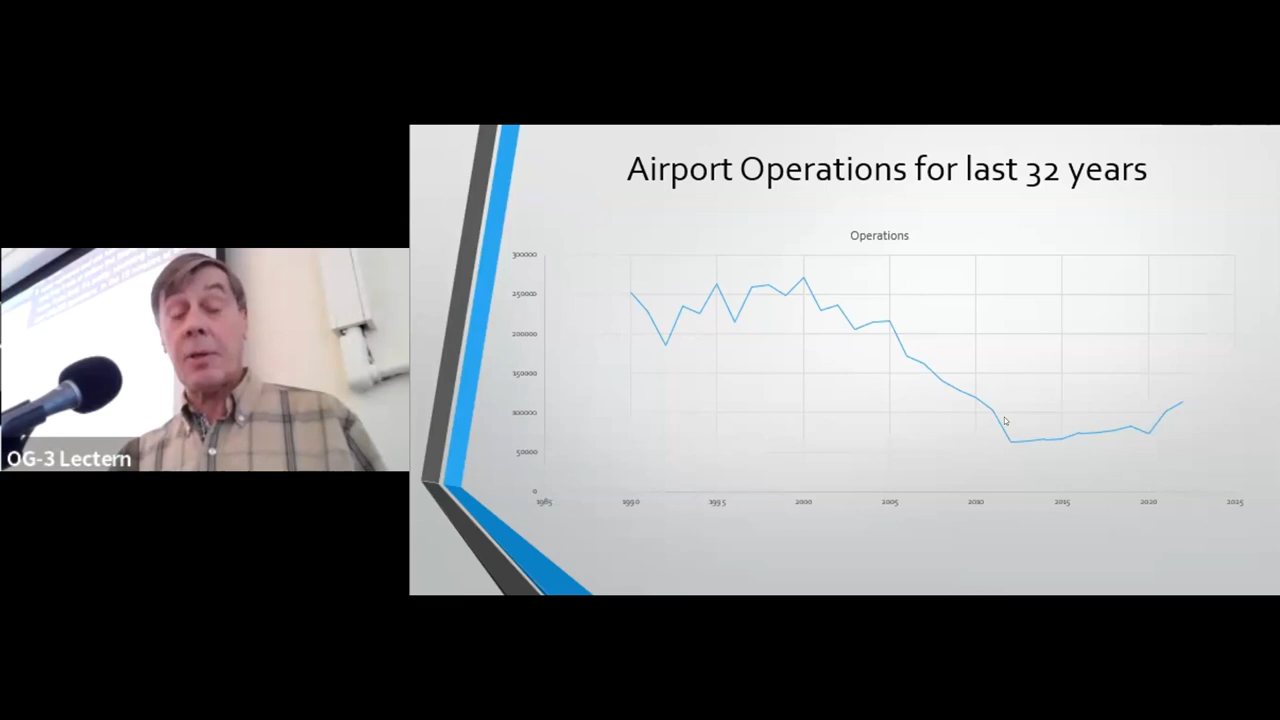 Airport Operations for last 32 years
Operations
300000
250000
200000
150000
100000
50000
0
1985 1990 1995 2000 2005 2010 2015 2020 2025
OG-3 Lectern